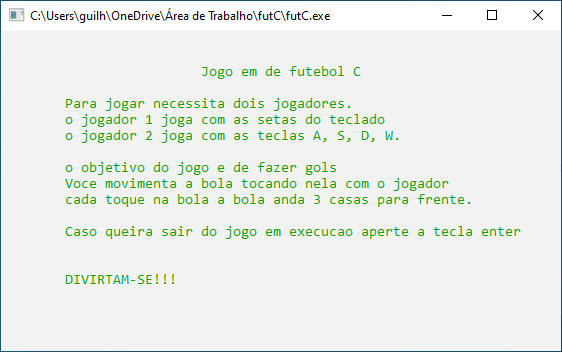 C:\Users\guilh\OneDrive\Área de Trabalho\futC\futC.exe
Jogo em de futebol C
Para jogar necessita dois jogadores.
o jogador 1 joga com as setas do teclado
o jogador 2 joga com as teclas A, S, D, W.
o objetivo do jogo e de fazer gols
Voce movimenta a bola tocando nela com o jogador
cada toque na bola a bola anda 3 casas para frente.
Caso queira sair do jogo em execucao aperte a tecla enter
DIVIRTAM-SE!!!